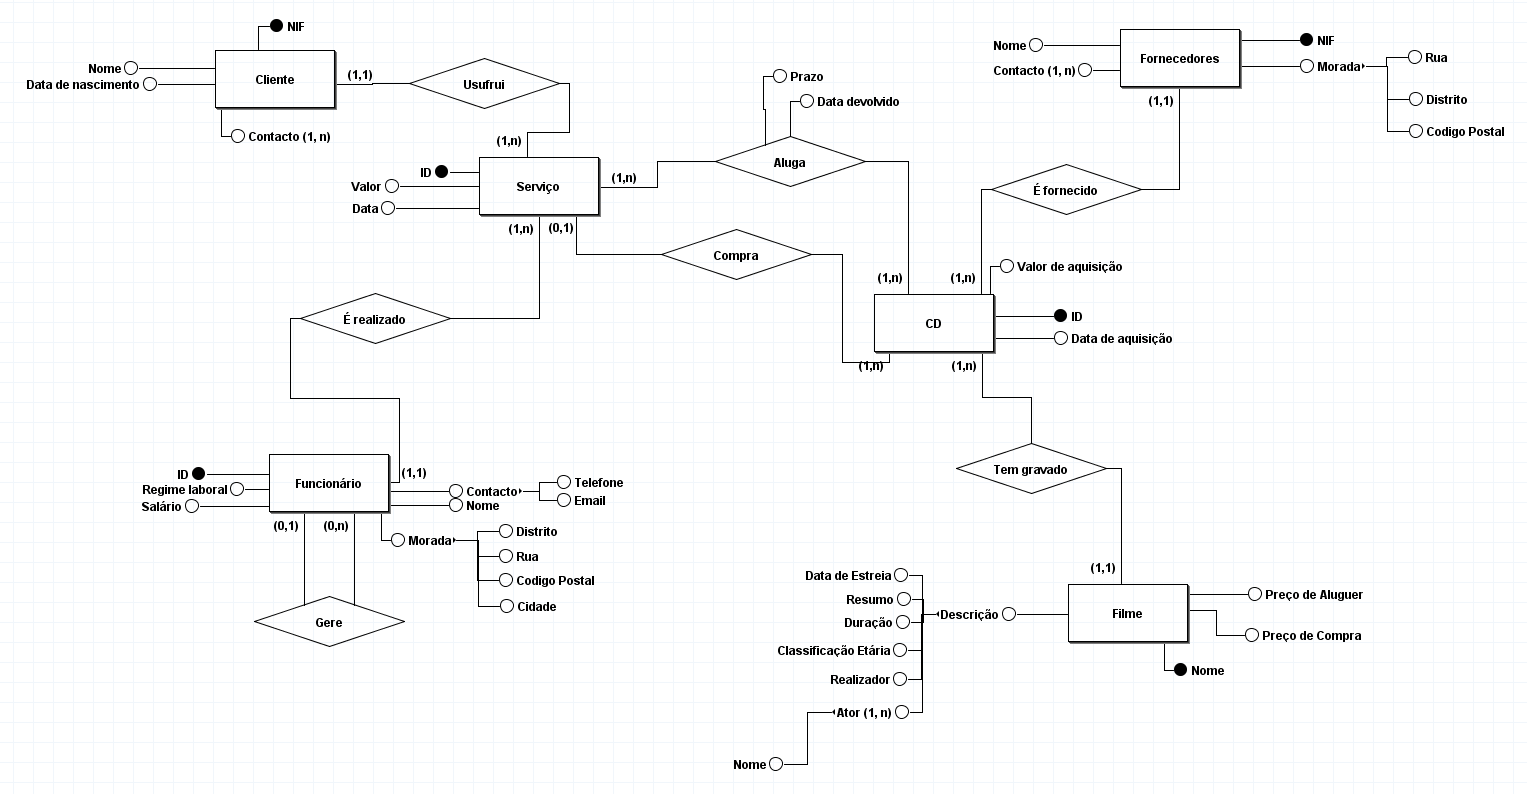 NIF
Cliente
Nome
Data de nascimento
Contacto (1, n)
(1,1)
Usufrui
(1,n)
Prazo
Data devolvido
Aluga
Nome
Contacto (1, n)
Fornecedores
NIF
Morada
Rua
Distrito
Codigo Postal
(1,1)
ID
Valor
Data
Serviço
(1,n)
(1,n)
(0,1)
É fornecido
Compra
(1,n)
(1,n)
Valor de aquisição
CD
ID
Data de aquisição
(1,n)
(1,n)
É realizado
Tem gravado
(1,1)
ID
Regime laboral
Salário
Funcionário
(1,1)
Contacto
Telefone
Email
Nome
(0,1)
(0,n)
Morada
Distrito
Rua
Codigo Postal
Cidade
Gere
Data de Estreia
Resumo
Duração
Classificação Etária
Realizador
Ator (1, n)
Nome
Descrição
Filme
Preço de Aluguer
Preço de Compra
Nome